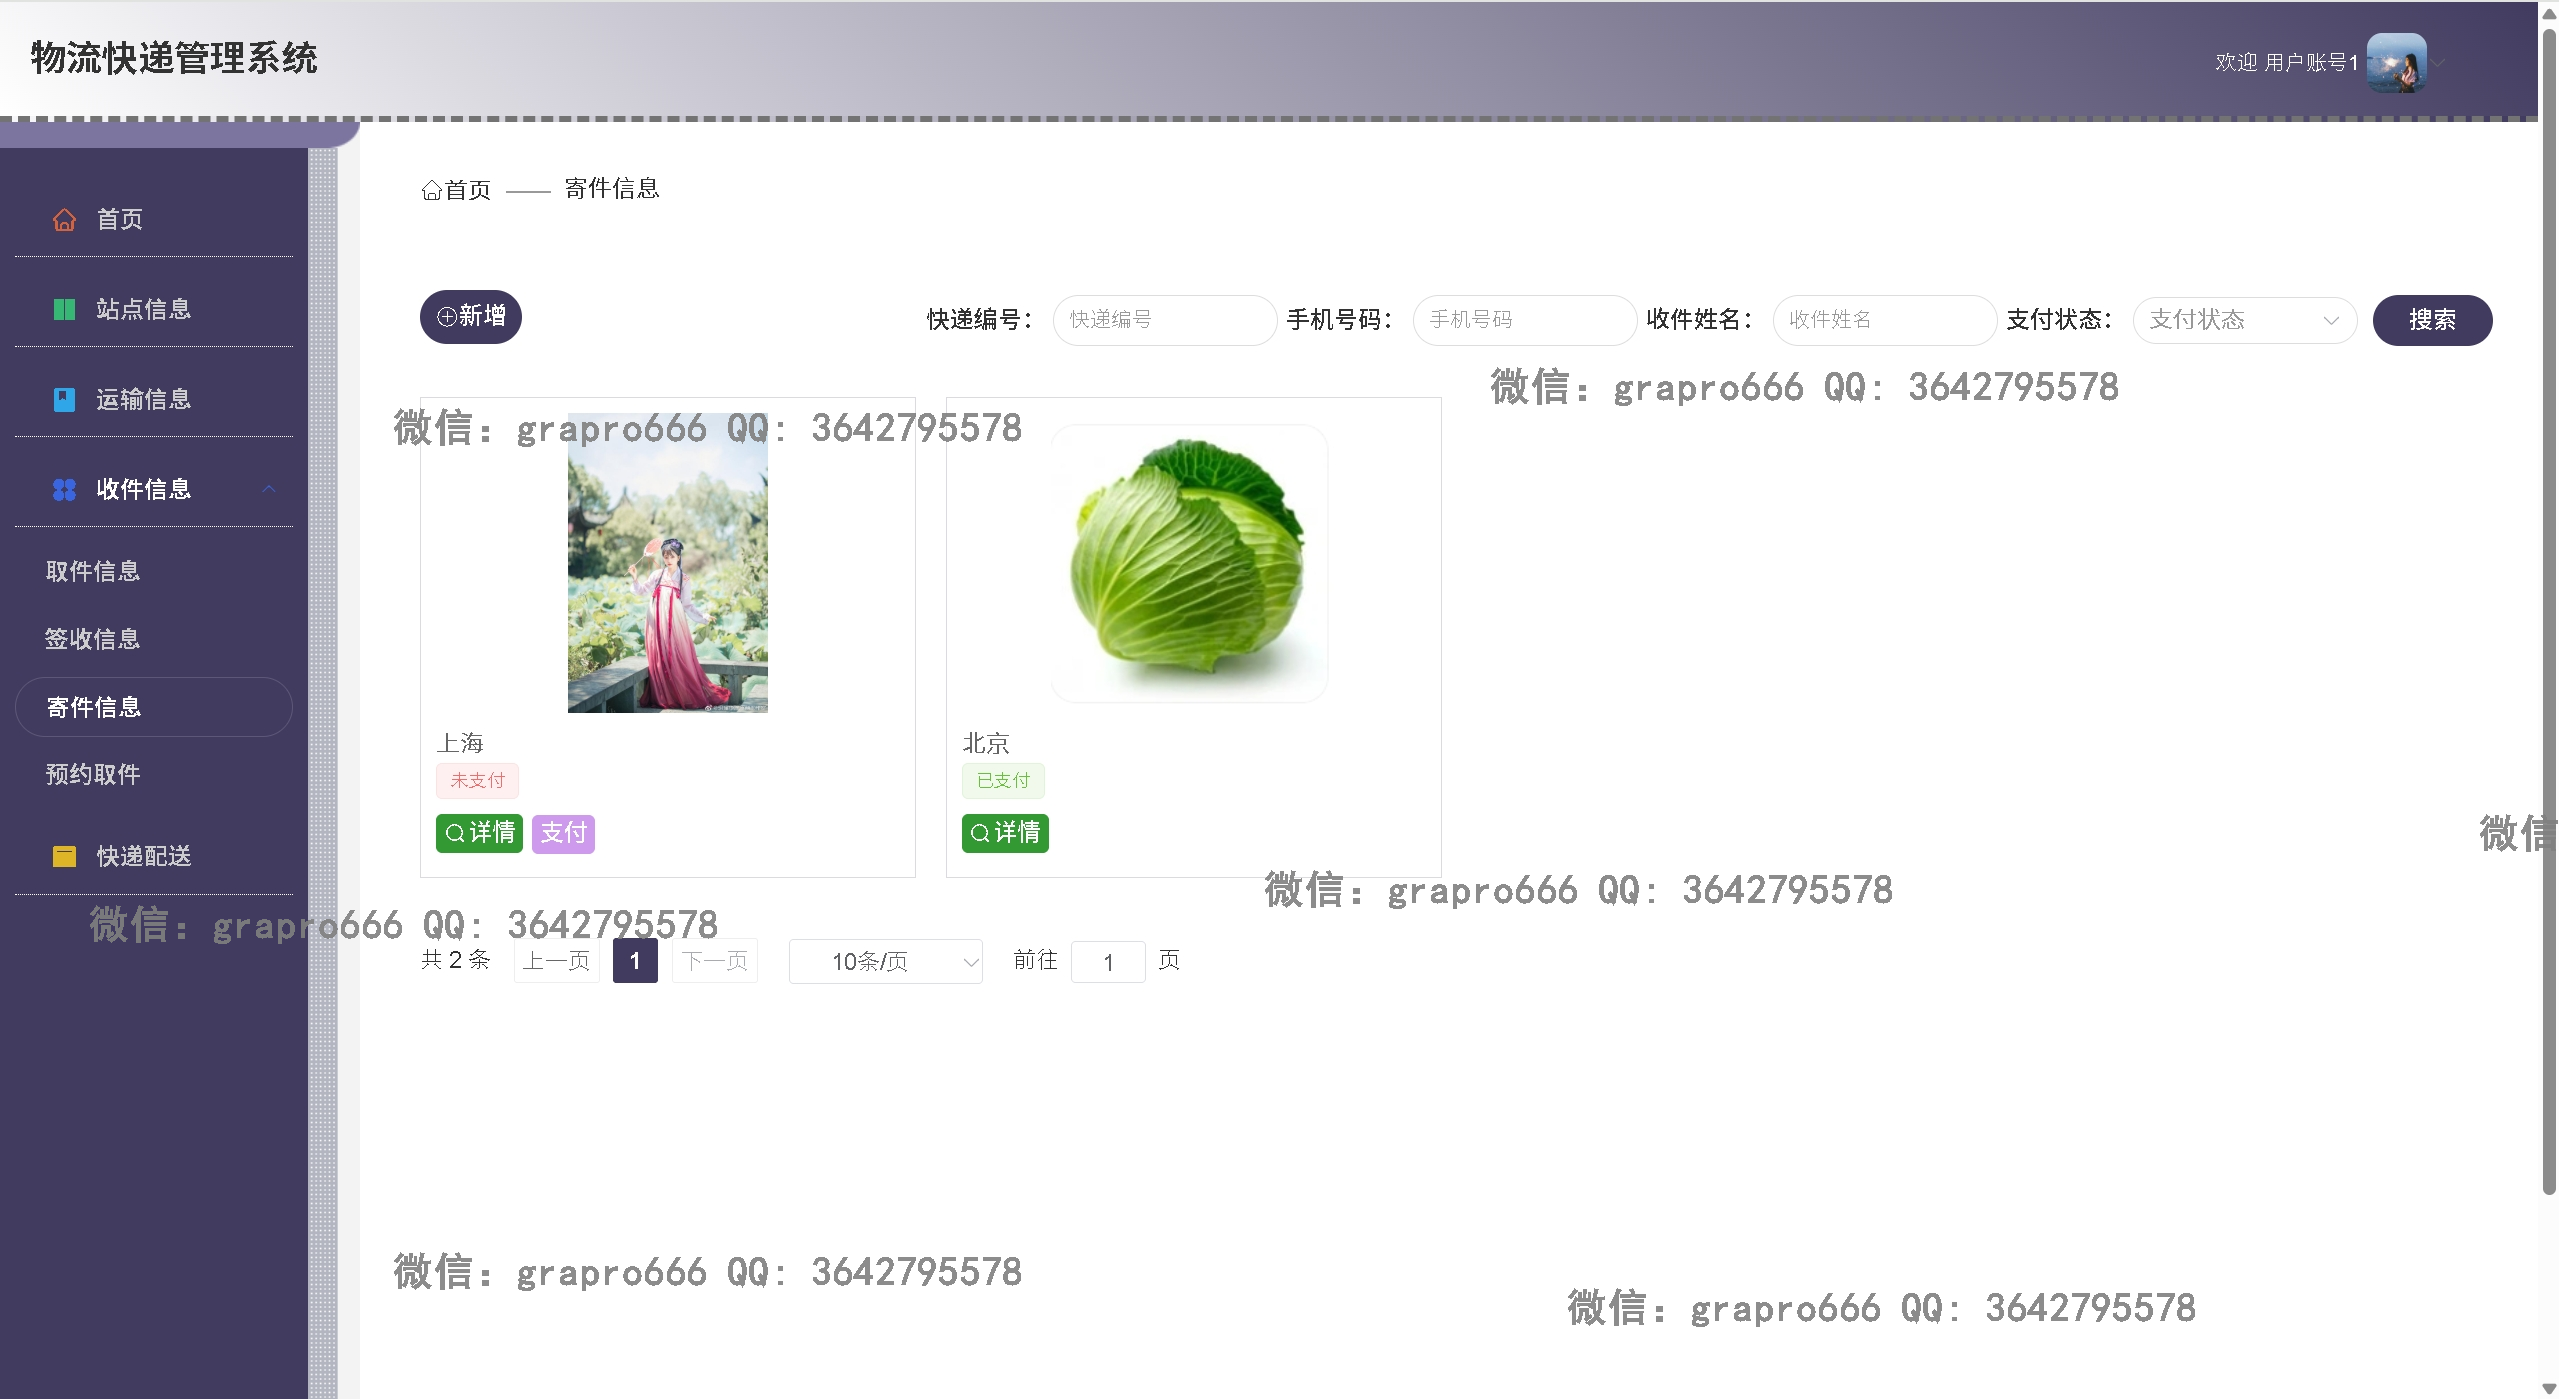 物流快递管理系统
欢迎 用户账号1
首页
站点信息
运输信息
收件信息
取件信息
签收信息
寄件信息
预约取件
快递配送
首页 —— 寄件信息
新增
快递编号： 快递编号 手机号码： 手机号码 收件姓名： 收件姓名 支付状态： 支付状态 搜索
微信：grapro666 QQ: 3642795578
微信：grapro666 QQ: 3642795578
上海
未支付
详情 支付
北京
已支付
详情
微信
微信：grapro666 QQ: 3642795578
微信：grapro666 QQ: 3642795578
共 2 条 上一页 1 下一页 10条/页 前往 1 页
微信：grapro666 QQ: 3642795578
微信：grapro666 QQ: 3642795578